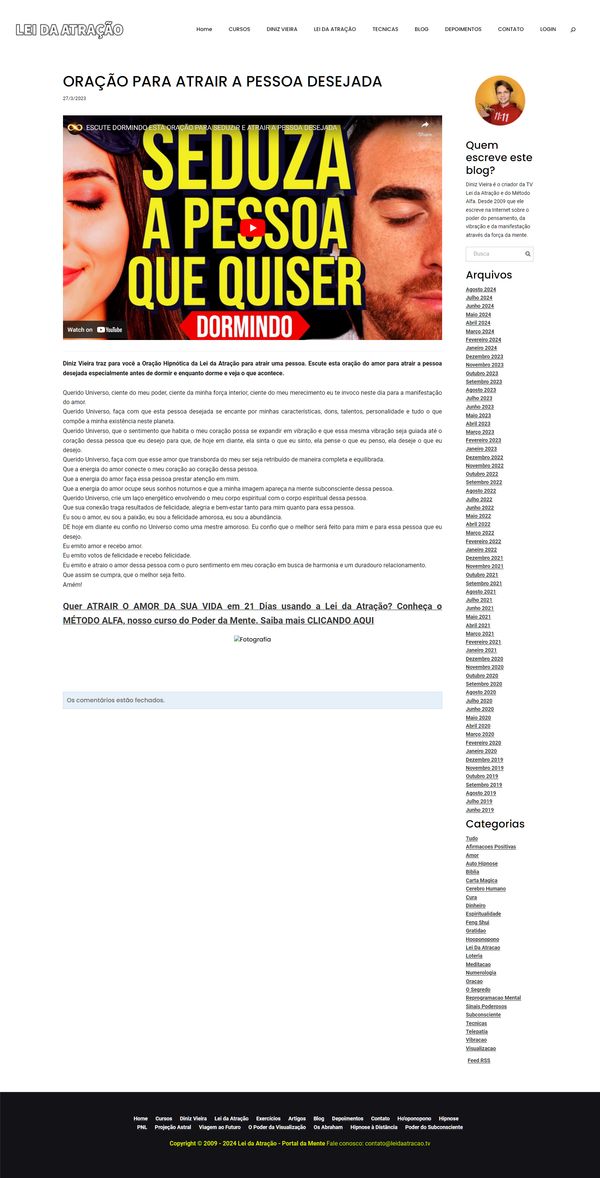 LEI DA ATRAÇÃO
Home CURSOS DINIZ VIEIRA LEI DA ATRAÇÃO TECNICAS BLOG DEPOIMENTOS CONTATO LOGIN
ORAÇÃO PARA ATRAIR A PESSOA DESEJADA
27/3/2023
ESCUTE DORMINDO ESTA ORAÇÃO PARA SEDUZIR E ATRAIR A PESSOA DESEJADA
Share
SEDUZA
A PESSOA
QUE QUISER
DORMINDO
Watch on YouTube
Diniz Vieira traz para você a Oração Hipnótica da Lei da Atração para atrair uma pessoa. Escute esta oração do amor para atrair a pessoa
desejada especialmente antes de dormir e enquanto dorme e veja o que acontece.
Querido Universo, ciente do meu poder, ciente da minha força interior, ciente do meu merecimento eu te invoco neste dia para a manifestação
do amor.
Querido Universo, faça com que esta pessoa desejada se encante por minhas características, dons, talentos, personalidade e tudo o que
compõe a minha existência neste planeta.
Querido Universo, que o sentimento que habita o meu coração possa se expandir em vibração e que essa mesma vibração seja guiada até o
coração dessa pessoa que eu desejo para que, de hoje em diante, ela sinta o que eu sinto, ela pense o que eu penso, ela deseje o que eu
desejo.
Querido Universo, faça com que esse amor que transborda do meu ser seja retribuído de maneira completa e equilibrada.
Que a energia do amor conecte o meu coração ao coração dessa pessoa.
Que a energia do amor faça essa pessoa prestar atenção em mim.
Que a energia do amor ocupe seus sonhos noturnos e que a minha imagem apareça na mente subconsciente dessa pessoa.
Querido Universo, crie um laço energético envolvendo o meu corpo espiritual com o corpo espiritual dessa pessoa.
Que sua conexão traga resultados de felicidade, alegria e bem-estar tanto para mim quanto para essa pessoa.
Eu sou o amor, eu sou a paixão, eu sou a felicidade amorosa, eu sou a abundância.
DE hoje em diante eu confio no Universo como uma mestre amoroso. Eu confio que o melhor será feito para mim e para essa pessoa que eu
desejo.
Eu emito amor e recebo amor.
Eu emito votos de felicidade e recebo felicidade.
Eu emito e atraio o amor dessa pessoa com o puro sentimento em meu coração em busca de harmonia e um duradouro relacionamento.
Que assim se cumpra, que o melhor seja feito.
Amém!
Quer ATRAIR O AMOR DA SUA VIDA em 21 Dias usando a Lei da Atração? Conheça o
MÉTODO ALFA, nosso curso do Poder da Mente. Saiba mais CLICANDO AQUI
Fotografia
Os comentários estão fechados.
11:11
Quem
escreve este
blog?
Diniz Vieira é o criador da TV
Lei da Atração e do Método
Alfa. Desde 2009 que ele
escreve na Internet sobre o
poder do pensamento, da
vibração e da manifestação
através da força da mente.
Busca
Arquivos
Agosto 2024
Julho 2024
Junho 2024
Maio 2024
Abril 2024
Março 2024
Fevereiro 2024
Janeiro 2024
Dezembro 2023
Novembro 2023
Outubro 2023
Setembro 2023
Agosto 2023
Julho 2023
Junho 2023
Maio 2023
Abril 2023
Março 2023
Fevereiro 2023
Janeiro 2023
Dezembro 2022
Novembro 2022
Outubro 2022
Setembro 2022
Agosto 2022
Julho 2022
Junho 2022
Maio 2022
Abril 2022
Março 2022
Fevereiro 2022
Janeiro 2022
Dezembro 2021
Novembro 2021
Outubro 2021
Setembro 2021
Agosto 2021
Julho 2021
Junho 2021
Maio 2021
Abril 2021
Março 2021
Fevereiro 2021
Janeiro 2021
Dezembro 2020
Novembro 2020
Outubro 2020
Setembro 2020
Agosto 2020
Julho 2020
Junho 2020
Maio 2020
Abril 2020
Março 2020
Fevereiro 2020
Janeiro 2020
Dezembro 2019
Novembro 2019
Outubro 2019
Setembro 2019
Agosto 2019
Julho 2019
Junho 2019
Categorias
Tudo
Afirmacoes Positivas
Amor
Auto Hipnose
Biblia
Carta Magica
Cerebro Humano
Cura
Dinheiro
Espiritualidade
Feng Shui
Gratidao
Hooponopono
Lei Da Atracao
Loteria
Meditacao
Numerologia
Oracao
O Segredo
Reprogramacao Mental
Sinais Poderosos
Subconsciente
Tecnicas
Telepatia
Vibracao
Visualizacao
Feed RSS
Home Cursos Diniz Vieira Lei da Atração Exercícios Artigos Blog Depoimentos Contato Ho'oponopono Hipnose
PNL Projeção Astral Viagem ao Futuro O Poder da Visualização Os Abraham Hipnose à Distância Poder do Subconsciente
Copyright © 2009 - 2024 Lei da Atração - Portal da Mente Fale conosco: contato@leidaatracao.tv